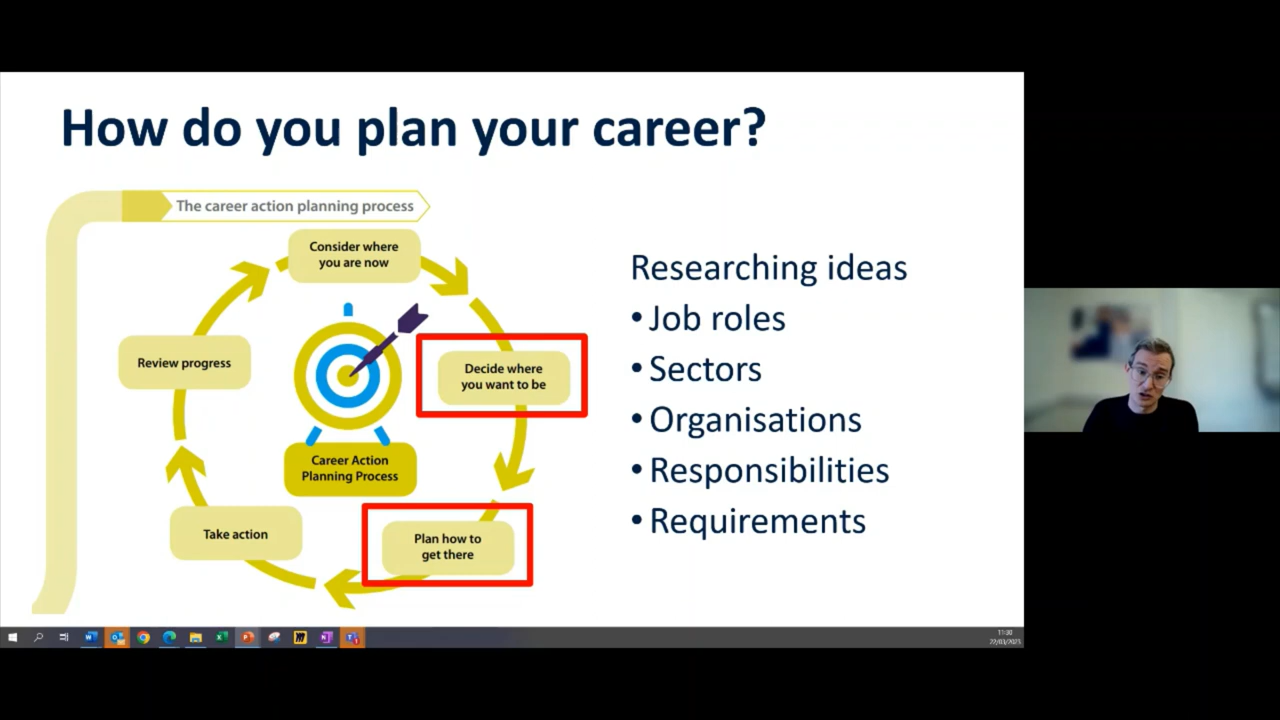 How do you plan your career?
The career action planning process
Consider where
you are now
Decide where
you want to be
Plan how to
get there
Take action
Review progress
Career Action
Planning Process
Researching ideas
• Job roles
• Sectors
• Organisations
• Responsibilities
• Requirements